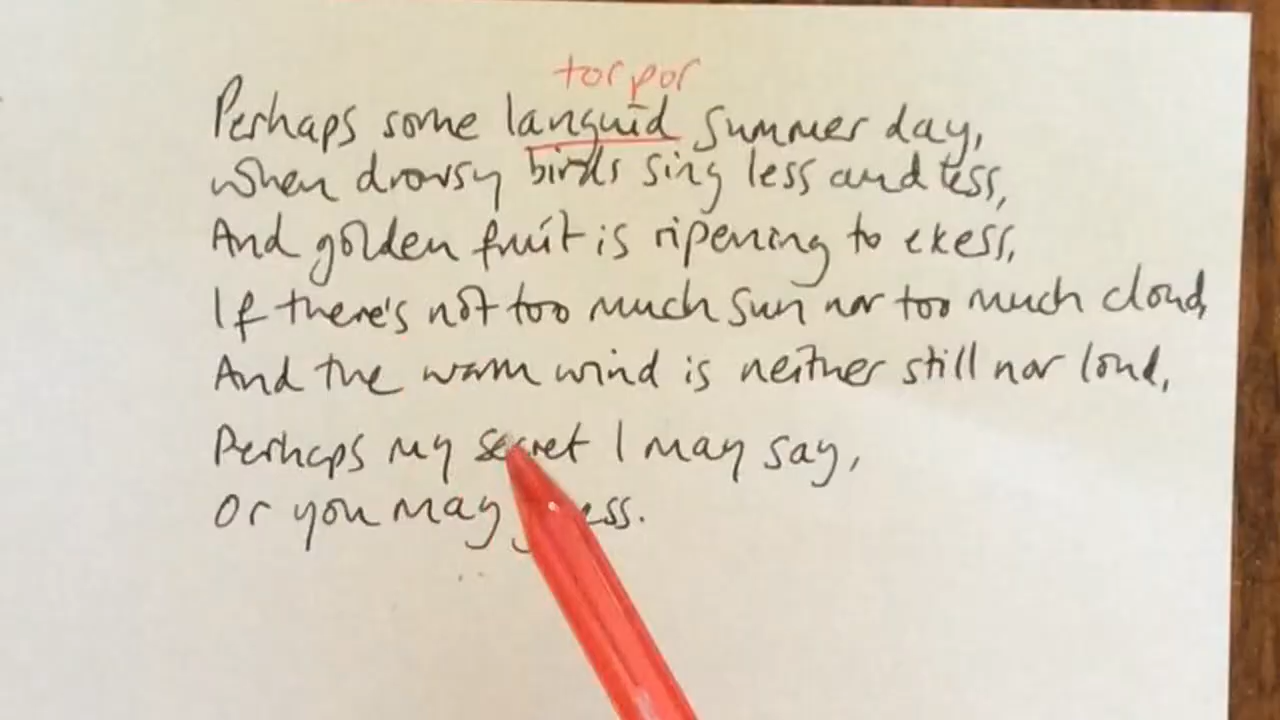 torpor
Perhaps some languid summer day,
when drowsy birds sing less and less,
And golden fruit is ripening to excess,
If there's not too much sun nor too much cloud,
And the warm wind is neither still nor loud,
Perhaps my secret I may say,
Or you may